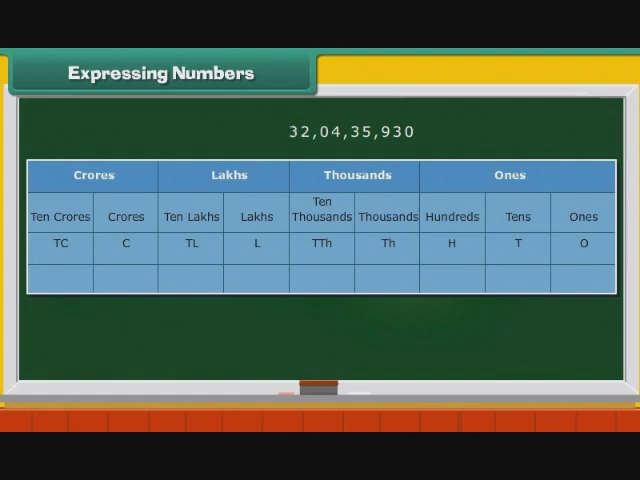 Expressing Numbers
32,04,35,930
Crores Lakhs Thousands Ones
Ten Crores Crores Ten Lakhs Lakhs Ten Thousands Thousands Hundreds Tens Ones
TC C TL L TTh Th H T O